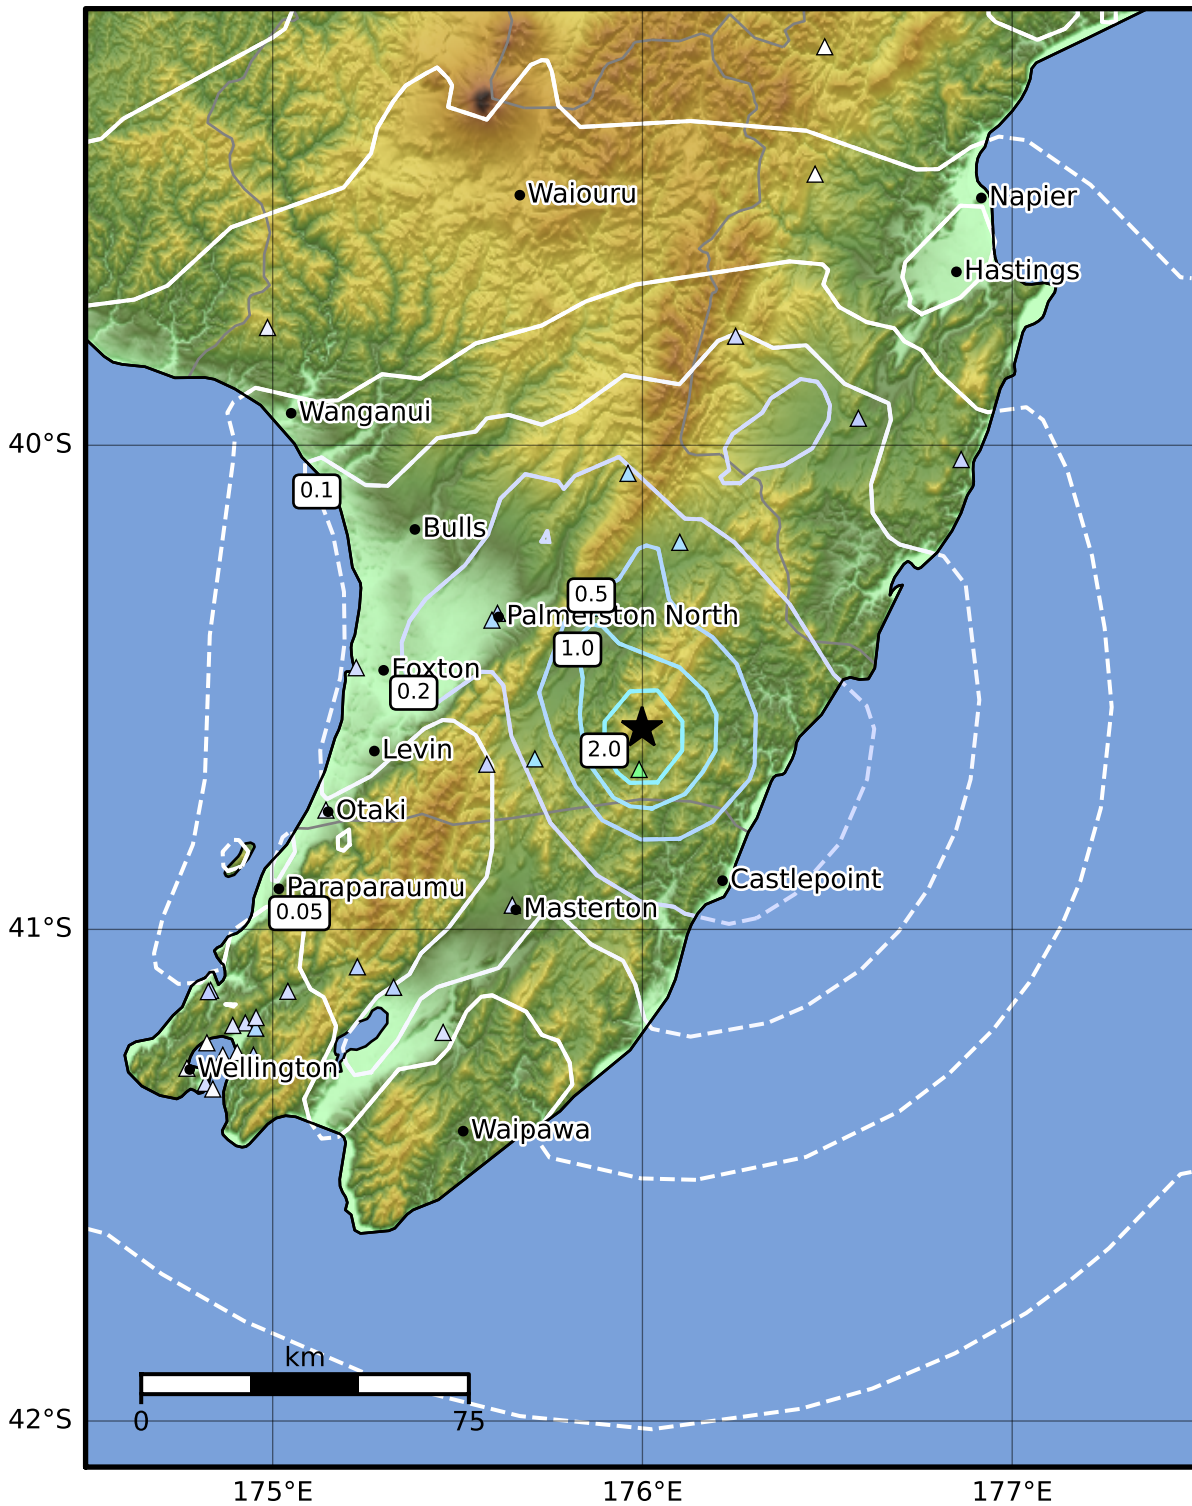 Waiouru
Napier
Hastings
Wanganui
40°S
0.1
Bulls
0.5
Palmerston North
1.0
Foxton
0.2
Levin
2.0
Otaki
Castlepoint
Paraparaumu
Masterton
0.05
41°S
Wellington
Waipawa
km
0
75
42°S
175°E
176°E
177°E